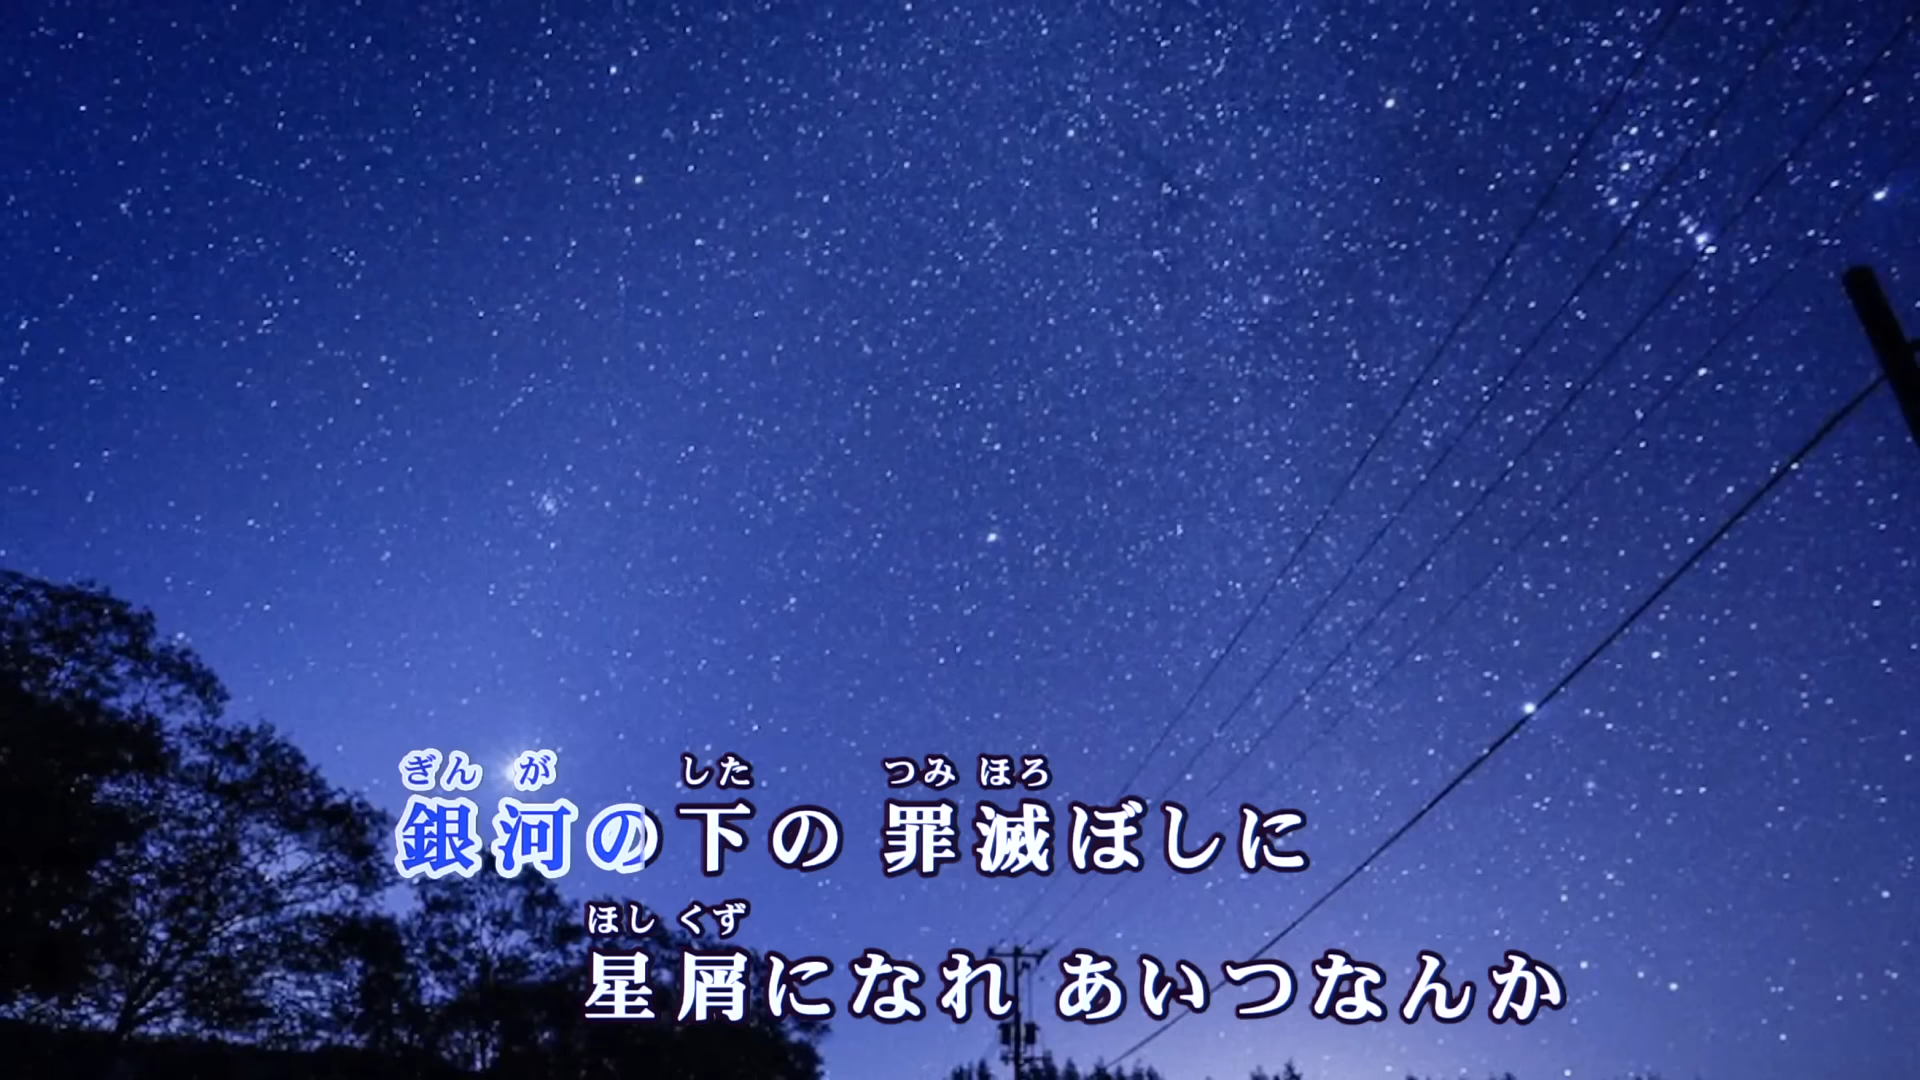 ぎん が した つみ ほろ
銀河の下の 罪滅ぼしに
ほし くず
星屑になれ あいつなんか